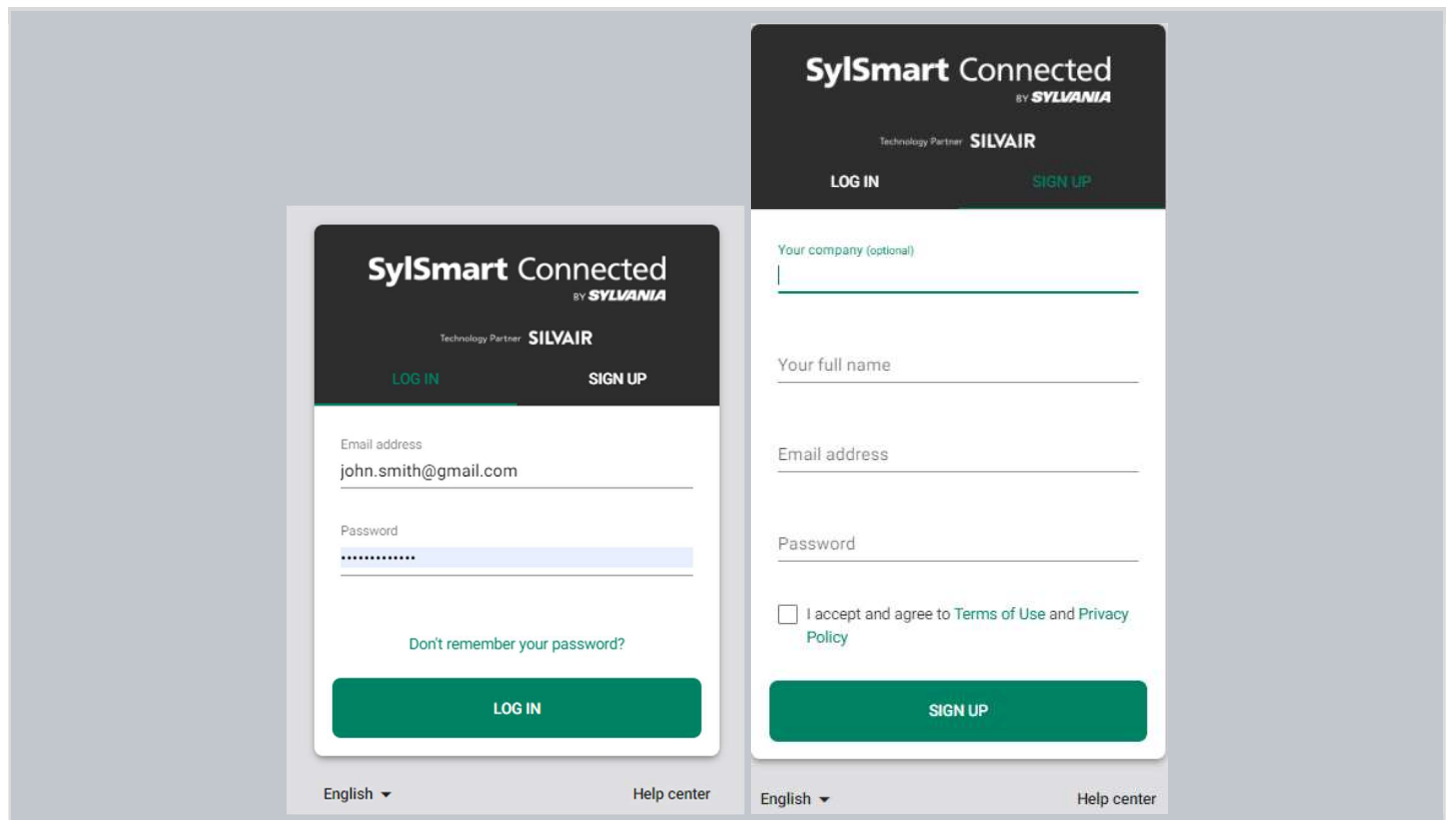 SylSmart Connected
BY SYLVANIA
Technology Partner SILVAIR
LOG IN SIGN UP
Email address
john.smith@gmail.com
Password
•••••••••••••
Don't remember your password?
LOG IN
English
Help center
SylSmart Connected
BY SYLVANIA
Technology Partner SILVAIR
LOG IN SIGN UP
Your company (optional)
Your full name
Email address
Password
I accept and agree to Terms of Use and Privacy
Policy
SIGN UP
English
Help center